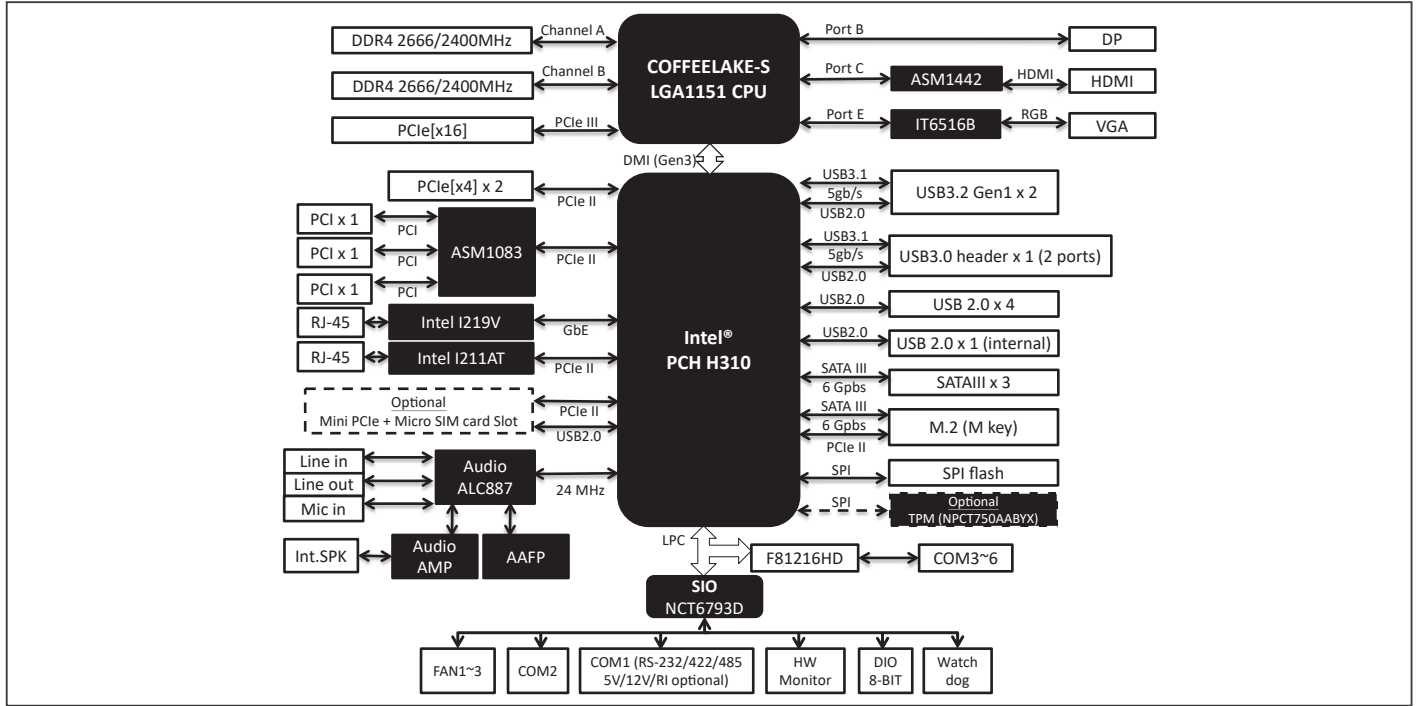 DDR4 2666/2400MHz
Channel A
DDR4 2666/2400MHz
Channel B
PCIe[x16]
PCIe III
COFFEELAKE-S
LGA1151 CPU
Port B
DP
Port C
ASM1442
HDMI
HDMI
Port E
IT6516B
RGB
VGA
DMI (Gen3)
PCIe[x4] x 2
PCIe II
PCI x 1
PCI
PCI x 1
PCI
PCI x 1
PCI
ASM1083
PCIe II
RJ-45
Intel I219V
GbE
RJ-45
Intel I211AT
PCIe II
Optional
Mini PCIe + Micro SIM card Slot
PCIe II
USB2.0
Line in
Line out
Mic in
Audio
ALC887
24 MHz
Int.SPK
Audio
AMP
AAFP
Intel®
PCH H310
USB3.1
5gb/s
USB2.0
USB3.2 Gen1 x 2
USB3.1
5gb/s
USB2.0
USB3.0 header x 1 (2 ports)
USB2.0
USB 2.0 x 4
USB2.0
USB 2.0 x 1 (internal)
SATA III
6 Gpbs
SATAIII x 3
SATA III
6 Gpbs
PCIe II
M.2 (M key)
SPI
SPI flash
SPI
Optional
TPM (NPCT750AABYX)
LPC
F81216HD
COM3~6
SIO
NCT6793D
FAN1~3
COM2
COM1 (RS-232/422/485
5V/12V/RI optional)
HW
Monitor
DIO
8-BIT
Watch
dog